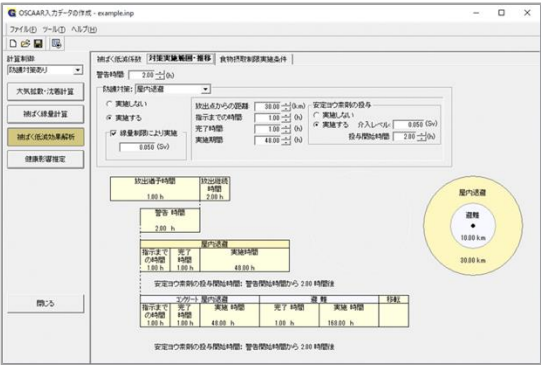 OSCAAR入力データの作成 - example.inp
ファイル(F) ツール(T) ヘルプ(H)
計算制御
防護対策あり
大気拡散・沈着計算
被ばく線量計算
被ばく低減効果解析
健康影響推定
閉じる
被ばく低減係数 対策実施範囲・推移 食物摂取制限実施条件
警告時間 2.00 (h)
防護対策: 屋内退避
実施しない
実施する
線量制限により実施
0.050 (Sv)
放出点からの距離 30.00 (km)
指示までの時間 1.00 (h)
完了時間 1.00 (h)
実施期間 48.00 (h)
安定ヨウ素剤の投与
実施しない
実施する 介入レベル: 0.050 (Sv)
投与開始時間 2.00 (h)
放出猶予時間 放出継続時間
1.00 h 2.00 h
警告 時間
2.00 h
屋内退避
指示までの時間 完了時間 実施時間
1.00 h 1.00 h 48.00 h
安定ヨウ素剤の投与開始時間: 警告開始時間から 2.00 時間後
コンクリート屋内退避 避 難 移転
指示までの時間 完了時間 実施 時間 完了 時間 実施 時間
1.00 h 1.00 h 48.00 h 1.00 h 168.00 h
安定ヨウ素剤の投与開始時間: 警告開始時間から 2.00 時間後
屋内退避
避難
10.00 km
30.00 km